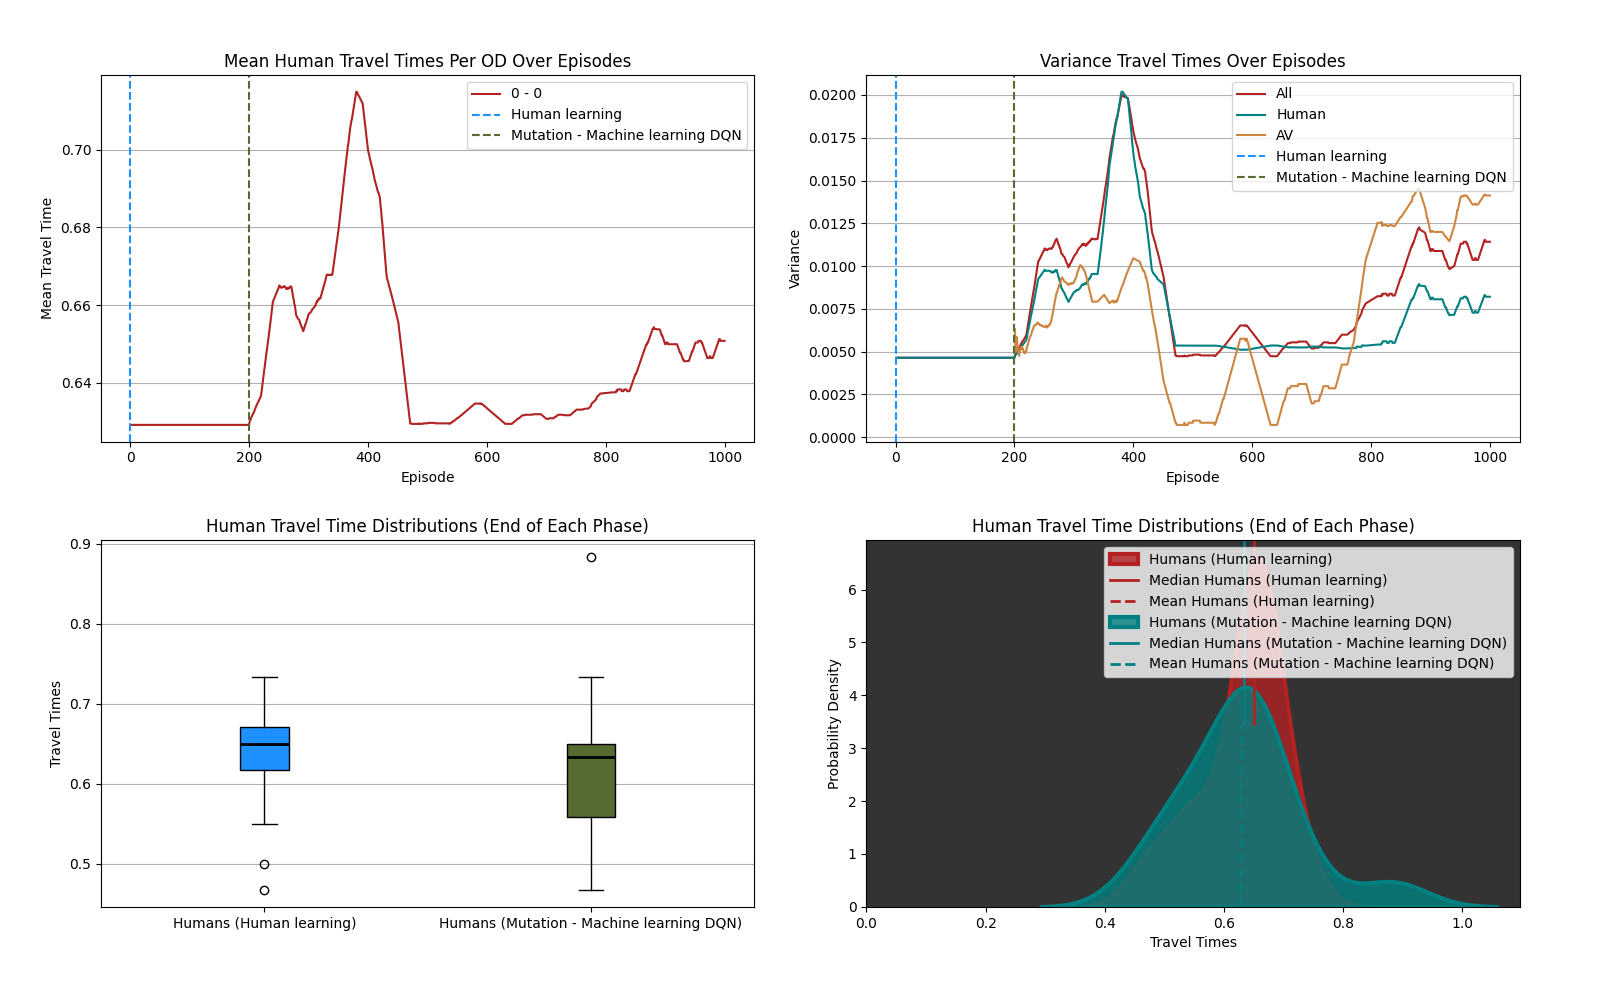 Mean Human Travel Times Per OD Over Episodes
0 - 0
Human learning
Mutation - Machine learning DQN
Mean Travel Time
0.70
0.68
0.66
0.64
0
200
400
600
800
1000
Episode
Variance Travel Times Over Episodes
All
Human
AV
Human learning
Mutation - Machine learning DQN
Variance
0.0200
0.0175
0.0150
0.0125
0.0100
0.0075
0.0050
0.0025
0.0000
0
200
400
600
800
1000
Episode
Human Travel Time Distributions (End of Each Phase)
Travel Times
0.9
0.8
0.7
0.6
0.5
Humans (Human learning)
Humans (Mutation - Machine learning DQN)
Human Travel Time Distributions (End of Each Phase)
Humans (Human learning)
Median Humans (Human learning)
Mean Humans (Human learning)
Humans (Mutation - Machine learning DQN)
Median Humans (Mutation - Machine learning DQN)
Mean Humans (Mutation - Machine learning DQN)
Probability Density
6
5
4
3
2
1
0
0.0
0.2
0.4
0.6
0.8
1.0
Travel Times